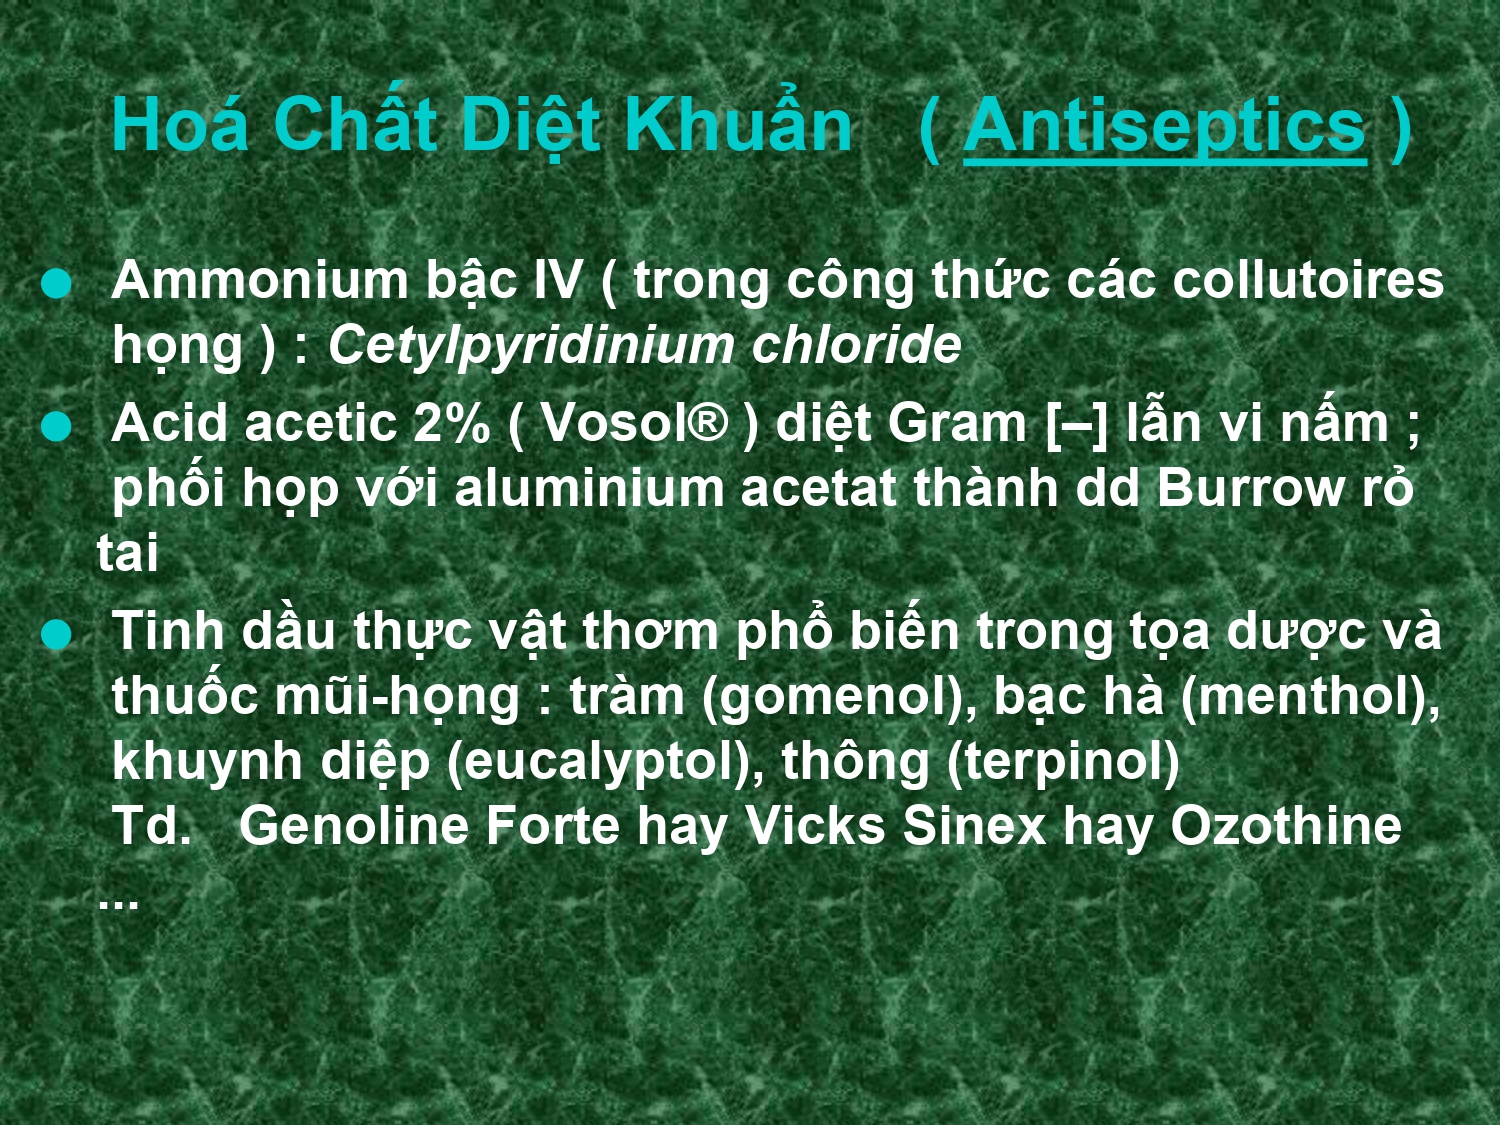 Hoá Chất Diệt Khuẩn ( Antiseptics )
Ammonium bậc IV ( trong công thức các collutoires
họng ) : Cetylpyridinium chloride
Acid acetic 2% ( Vosol® ) diệt Gram [–] lẫn vi nấm ;
phối họp với aluminium acetat thành dd Burrow rỏ
tai
Tinh dầu thực vật thơm phổ biến trong tọa dược và
thuốc mũi-họng : tràm (gomenol), bạc hà (menthol),
khuynh diệp (eucalyptol), thông (terpinol)
Td. Genoline Forte hay Vicks Sinex hay Ozothine
...